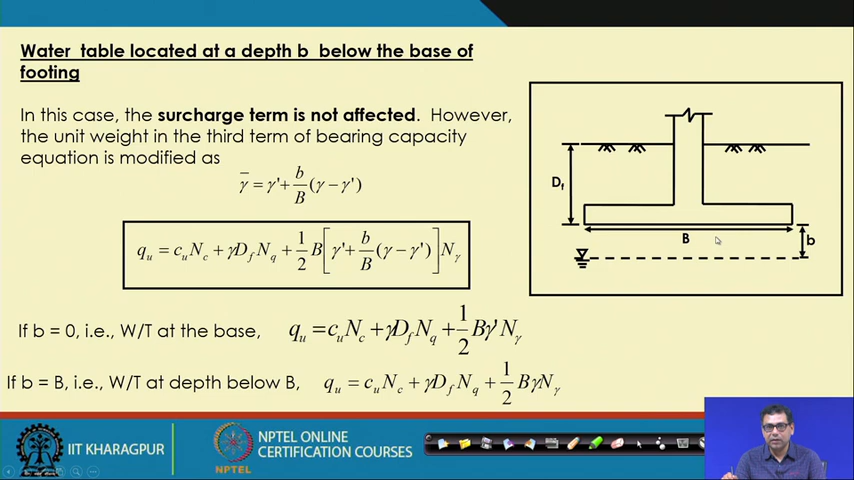 Water table located at a depth b below the base of
footing
In this case, the surcharge term is not affected. However,
the unit weight in the third term of bearing capacity
equation is modified as
γ̅ = γ' + b/B (γ − γ')
q_u = c_u N_c + γD_f N_q + 1/2 B[γ' + b/B (γ − γ')] N_γ
D_f
B
b
If b = 0, i.e., W/T at the base, q_u = c_u N_c + γD_f N_q + 1/2 Bγ' N_γ
If b = B, i.e., W/T at depth below B, q_u = c_u N_c + γD_f N_q + 1/2 BγN_γ
IIT KHARAGPUR
NPTEL
NPTEL ONLINE
CERTIFICATION COURSES